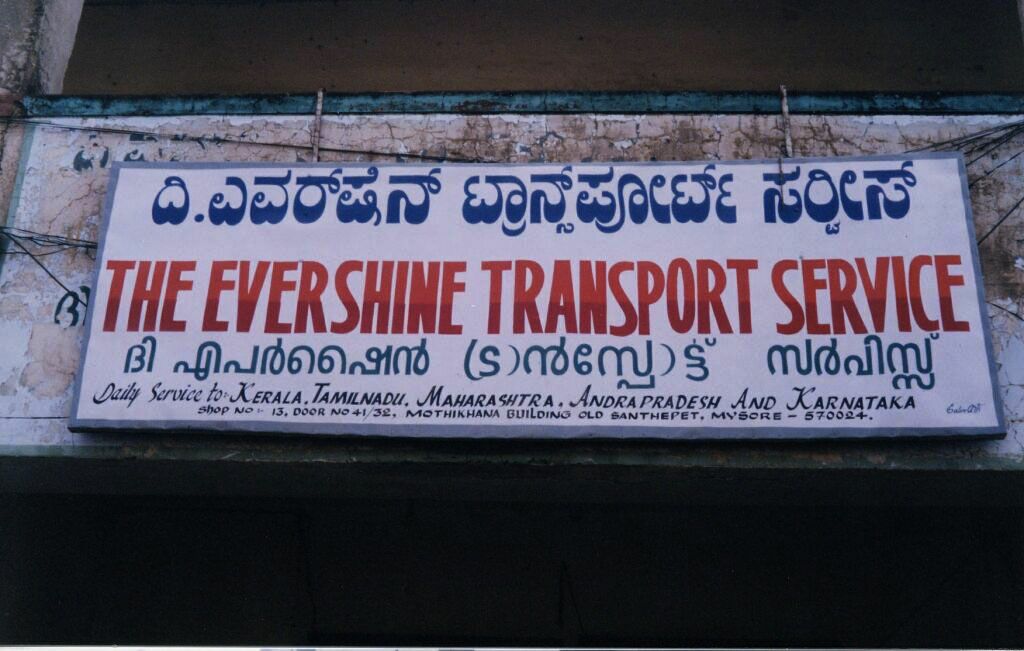 ದಿ.ಎವರ್‌ಷೈನ್ ಟ್ರಾನ್ಸ್‌ಪೋರ್ಟ್ ಸರ್ವೀಸ್
THE EVERSHINE TRANSPORT SERVICE
ദി എവർഷൈൻ ട്രാൻസ്പോർട്ട് സർവിസ്സ്
Daily Service to:- KERALA, TAMILNADU, MAHARASHTRA, ANDRAPRADESH AND KARNATAKA
SHOP NO:- 13, DOOR NO 41/32, MOTHIKHANA BUILDING OLD SANTHEPET, MYSORE - 570024.